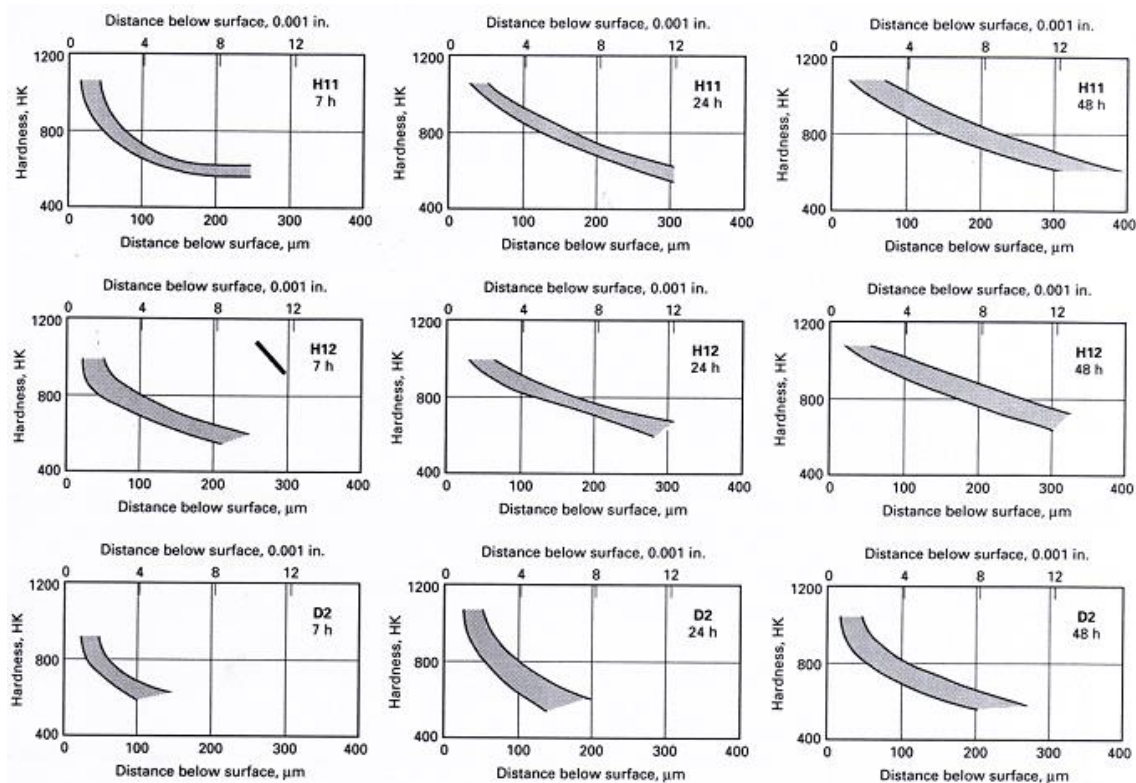 Distance below surface, 0.001 in.
0 4 8 12
1200
800
400
Hardness, HK
H11
7 h
0 100 200 300 400
Distance below surface, μm
Distance below surface, 0.001 in.
0 4 8 12
1200
800
400
Hardness, HK
H11
24 h
0 100 200 300 400
Distance below surface, μm
Distance below surface, 0.001 in.
0 4 8 12
1200
800
400
Hardness, HK
H11
48 h
0 100 200 300 400
Distance below surface, μm
Distance below surface, 0.001 in.
0 4 8 12
1200
800
400
Hardness, HK
H12
7 h
0 100 200 300 400
Distance below surface, μm
Distance below surface, 0.001 in.
0 4 8 12
1200
800
400
Hardness, HK
H12
24 h
0 100 200 300 400
Distance below surface, μm
Distance below surface, 0.001 in.
0 4 8 12
1200
800
400
Hardness, HK
H12
48 h
0 100 200 300 400
Distance below surface, μm
Distance below surface, 0.001 in.
0 4 8 12
1200
800
400
Hardness, HK
D2
7 h
0 100 200 300 400
Distance below surface, μm
Distance below surface, 0.001 in.
0 4 8 12
1200
800
400
Hardness, HK
D2
24 h
0 100 200 300 400
Distance below surface, μm
Distance below surface, 0.001 in.
0 4 8 12
1200
800
400
Hardness, HK
D2
48 h
0 100 200 300 400
Distance below surface, μm